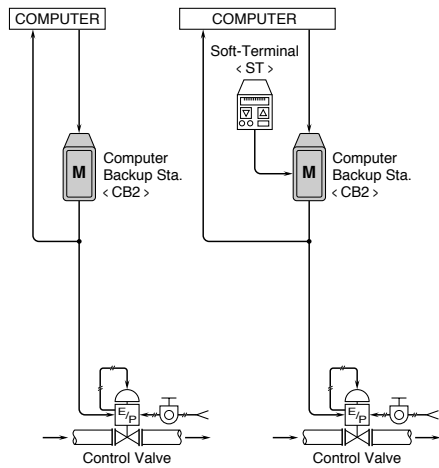 COMPUTER
COMPUTER
Soft-Terminal
< ST >
M
Computer
Backup Sta.
< CB2 >
M
Computer
Backup Sta.
< CB2 >
E/P
E/P
Control Valve
Control Valve